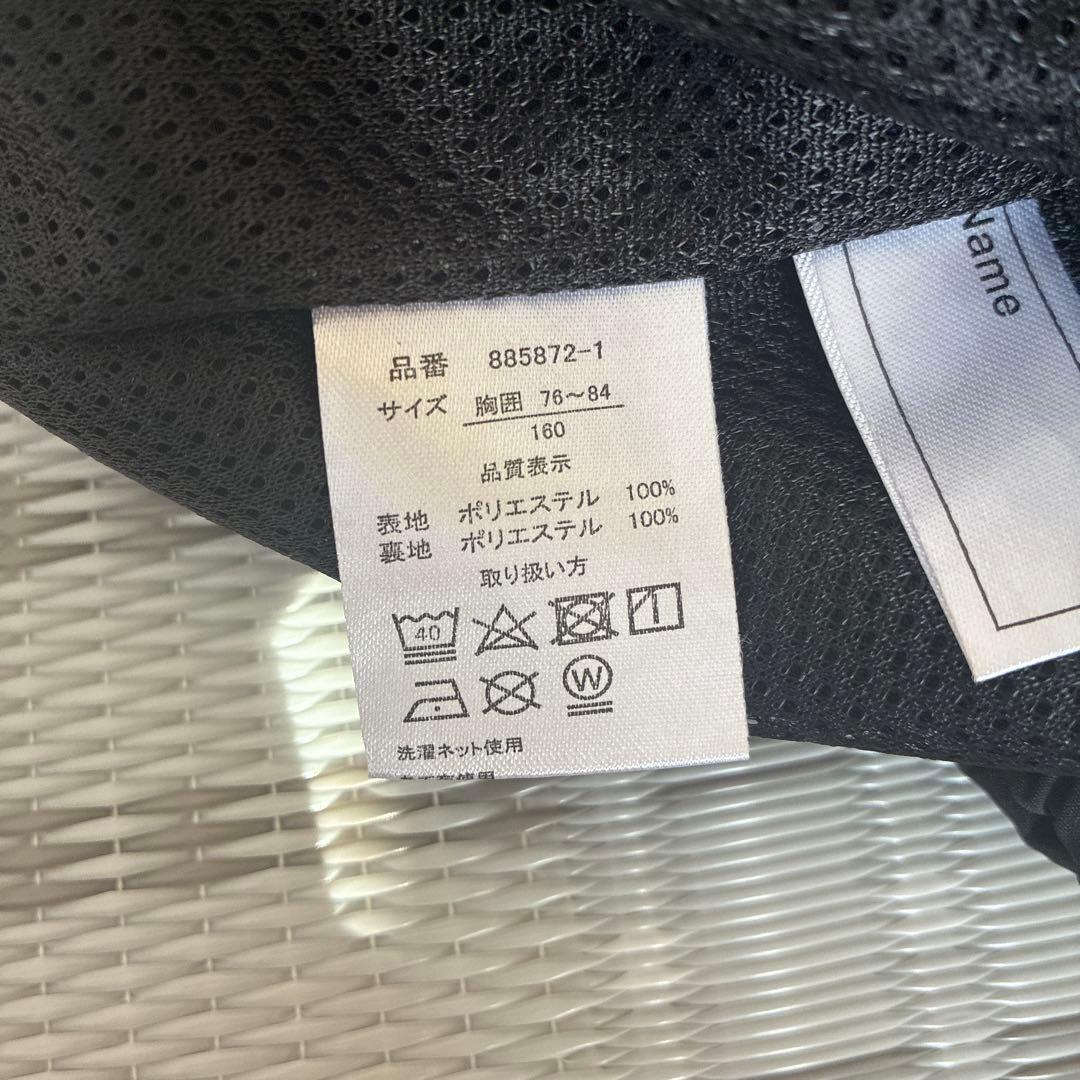 品番 885872-1
サイズ 胸囲 76～84
160
品質表示
表地 ポリエステル 100%
裏地 ポリエステル 100%
取り扱い方
40
W
洗濯ネット使用
Name